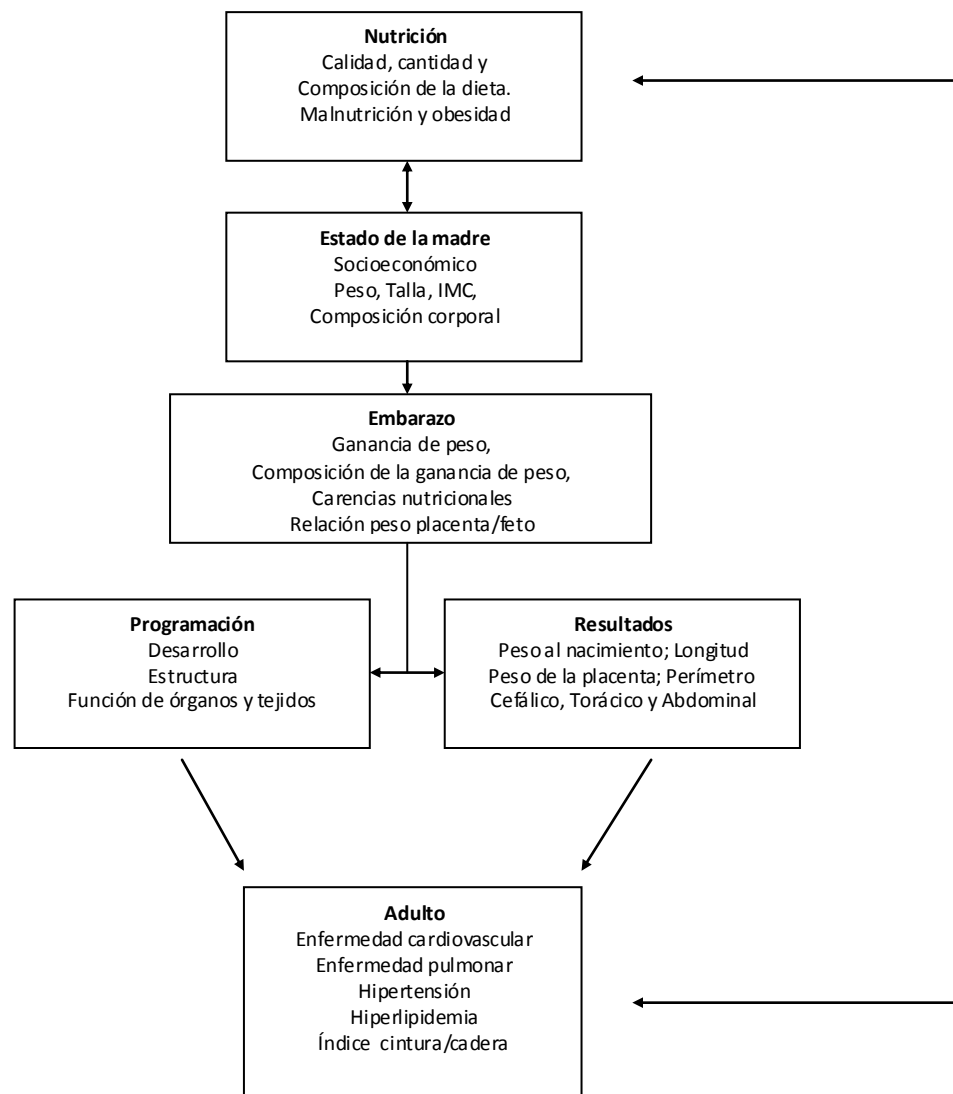 Nutrición
Calidad, cantidad y
Composición de la dieta.
Malnutrición y obesidad
Estado de la madre
Socioeconómico
Peso, Talla, IMC,
Composición corporal
Embarazo
Ganancia de peso,
Composición de la ganancia de peso,
Carencias nutricionales
Relación peso placenta/feto
Programación
Desarrollo
Estructura
Función de órganos y tejidos
Resultados
Peso al nacimiento; Longitud
Peso de la placenta; Perímetro
Cefálico, Torácico y Abdominal
Adulto
Enfermedad cardiovascular
Enfermedad pulmonar
Hipertensión
Hiperlipidemia
Índice cintura/cadera